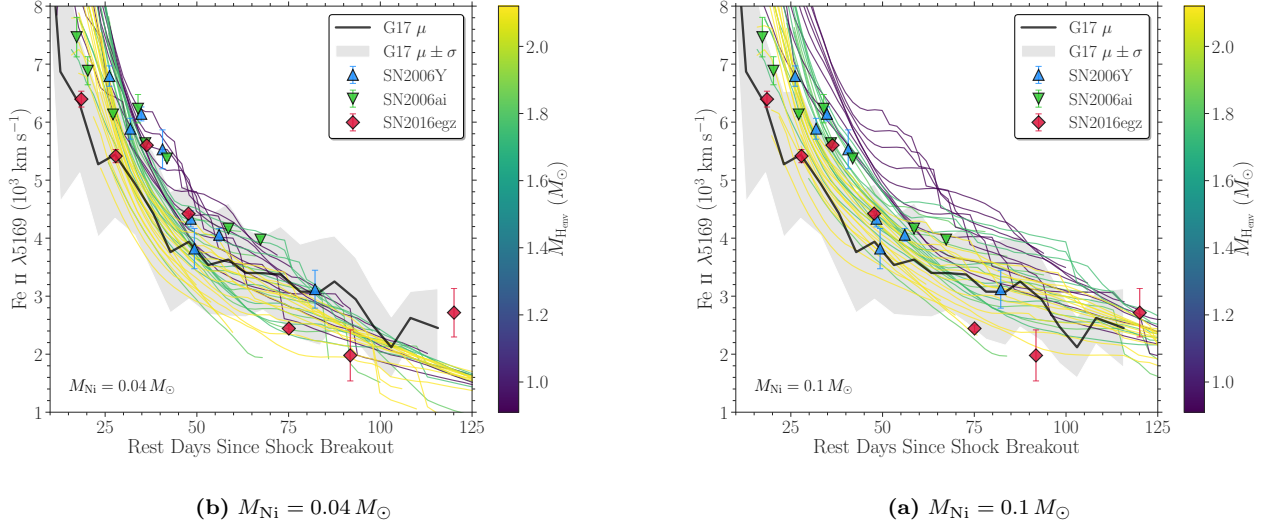 8
7
6
5
4
3
2
1
Fe II λ5169 (10³ km s⁻¹)
G17 μ
G17 μ ± σ
SN2006Y
SN2006ai
SN2016egz
M_Ni = 0.04 M_⊙
25 50 75 100 125
Rest Days Since Shock Breakout
2.0
1.8
1.6
1.4
1.2
1.0
M_H_env (M_⊙)
(b) M_Ni = 0.04 M_⊙
8
7
6
5
4
3
2
1
Fe II λ5169 (10³ km s⁻¹)
G17 μ
G17 μ ± σ
SN2006Y
SN2006ai
SN2016egz
M_Ni = 0.1 M_⊙
25 50 75 100 125
Rest Days Since Shock Breakout
2.0
1.8
1.6
1.4
1.2
1.0
M_H_env (M_⊙)
(a) M_Ni = 0.1 M_⊙